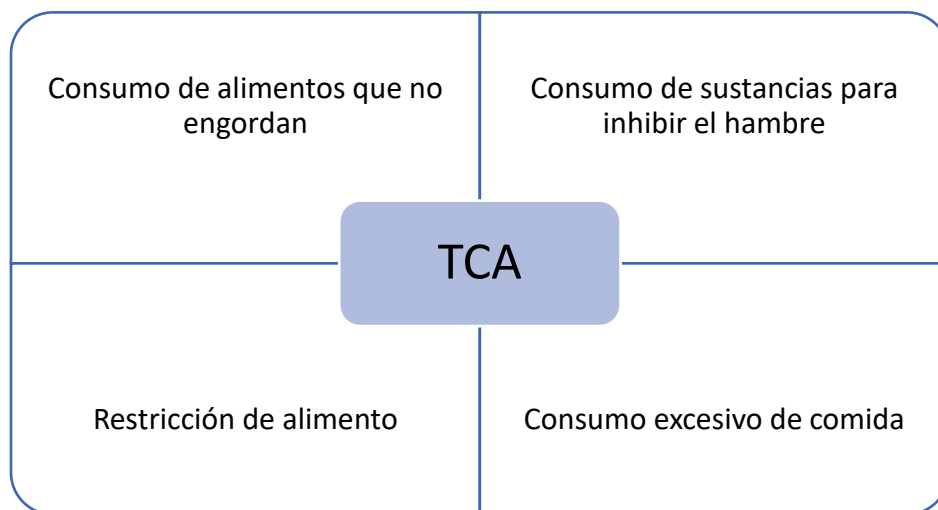 Consumo de alimentos que no
engordan
Consumo de sustancias para
inhibir el hambre
TCA
Restricción de alimento
Consumo excesivo de comida